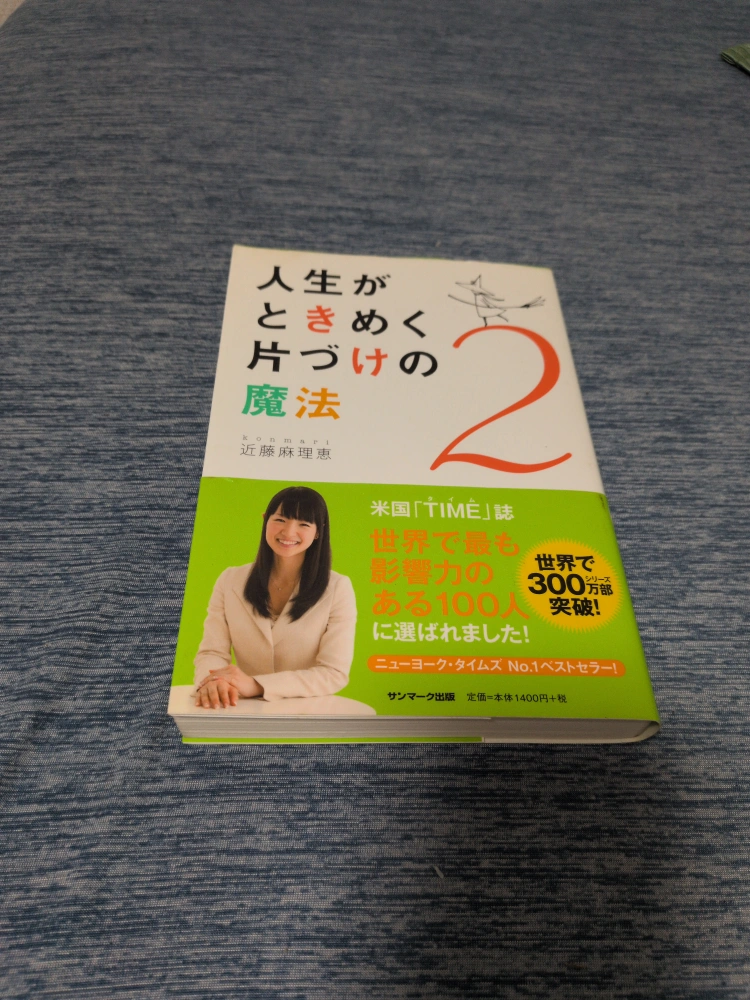 人生が
ときめく
片づけの
魔法
2
konmari
近藤麻理恵
タイム
米国「TIME」誌
世界で最も
影響力の
ある100人
に選ばれました!
世界で
シリーズ
300万部
突破!
ニューヨーク・タイムズ No.1ベストセラー!
サンマーク出版 定価=本体1400円+税